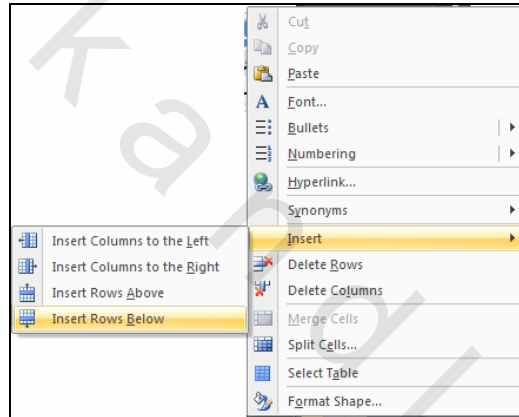 Cut
Copy
Paste
Font...
Bullets
Numbering
Hyperlink...
Synonyms
Insert
Delete Rows
Delete Columns
Merge Cells
Split Cells...
Select Table
Format Shape...
Insert Columns to the Left
Insert Columns to the Right
Insert Rows Above
Insert Rows Below